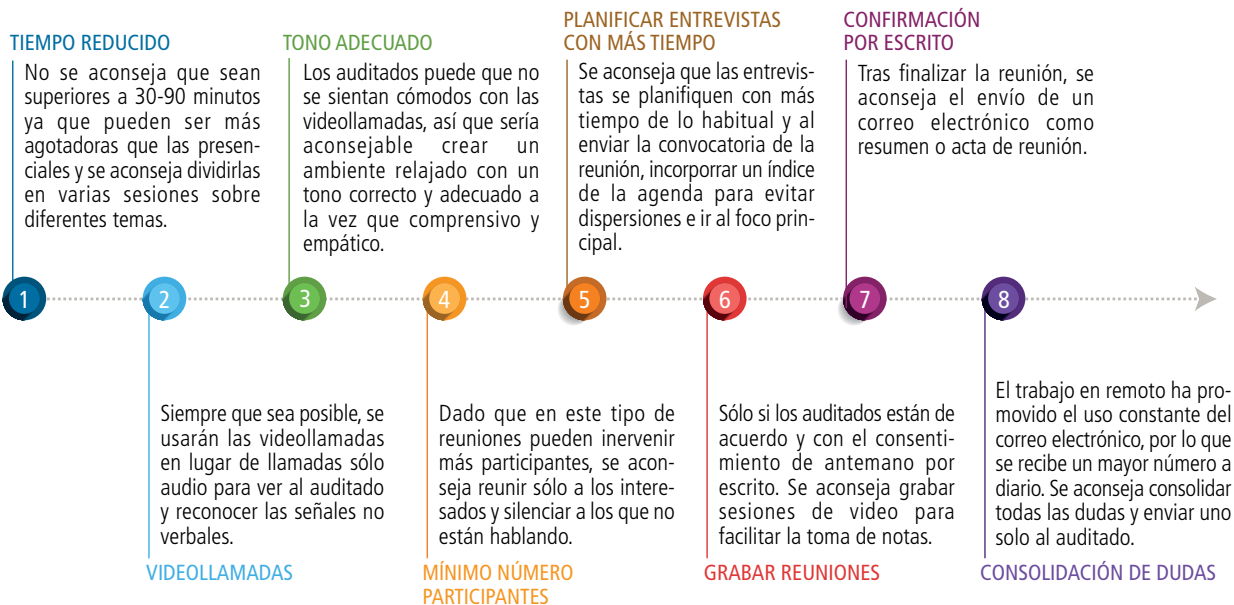 TIEMPO REDUCIDO
No se aconseja que sean
superiores a 30-90 minutos
ya que pueden ser más
agotadoras que las presen-
ciales y se aconseja dividirlas
en varias sesiones sobre
diferentes temas.
1
2
Siempre que sea posible, se
usarán las videollamadas
en lugar de llamadas sólo
audio para ver al auditado
y reconocer las señales no
verbales.
VIDEOLLAMADAS
TONO ADECUADO
Los auditados puede que no
se sientan cómodos con las
videollamadas, así que sería
aconsejable crear un
ambiente relajado con un
tono correcto y adecuado a
la vez que comprensivo y
empático.
3
4
Dado que en este tipo de
reuniones pueden inervenir
más participantes, se acon-
seja reunir sólo a los intere-
sados y silenciar a los que no
están hablando.
MÍNIMO NÚMERO
PARTICIPANTES
PLANIFICAR ENTREVISTAS
CON MÁS TIEMPO
Se aconseja que las entrevis-
tas se planifiquen con más
tiempo de lo habitual y al
enviar la convocatoria de la
reunión, incorporrar un índice
de la agenda para evitar
dispersiones e ir al foco prin-
cipal.
5
6
Sólo si los auditados están de
acuerdo y con el consenti-
miento de antemano por
escrito. Se aconseja grabar
sesiones de video para
facilitar la toma de notas.
GRABAR REUNIONES
CONFIRMACIÓN
POR ESCRITO
Tras finalizar la reunión, se
aconseja el envío de un
correo electrónico como
resumen o acta de reunión.
7
8
El trabajo en remoto ha pro-
movido el uso constante del
correo electrónico, por lo que
se recibe un mayor número a
diario. Se aconseja consolidar
todas las dudas y enviar uno
solo al auditado.
CONSOLIDACIÓN DE DUDAS